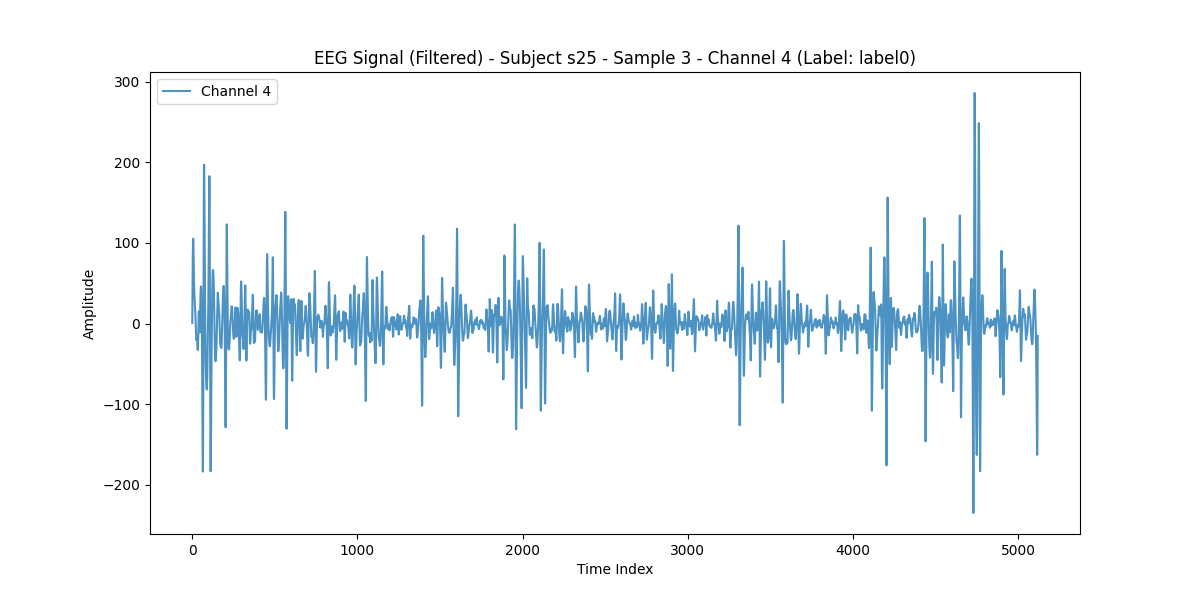 EEG Signal (Filtered) - Subject s25 - Sample 3 - Channel 4 (Label: label0)
Channel 4
300
200
100
0
−100
−200
Amplitude
0 1000 2000 3000 4000 5000
Time Index